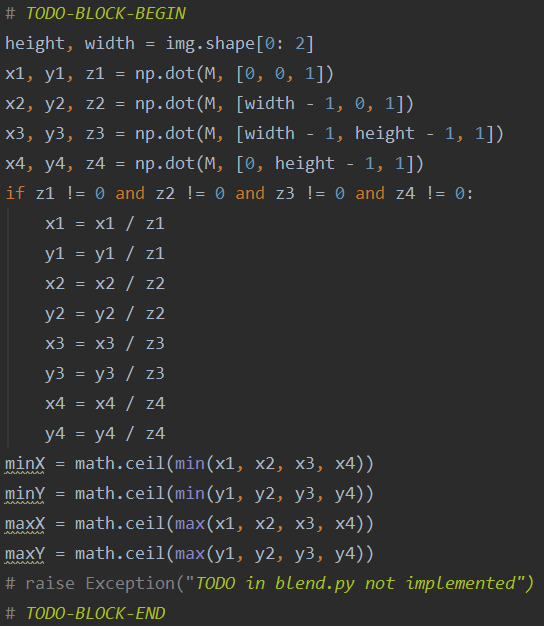 # TODO-BLOCK-BEGIN
height, width = img.shape[0: 2]
x1, y1, z1 = np.dot(M, [0, 0, 1])
x2, y2, z2 = np.dot(M, [width - 1, 0, 1])
x3, y3, z3 = np.dot(M, [width - 1, height - 1, 1])
x4, y4, z4 = np.dot(M, [0, height - 1, 1])
if z1 != 0 and z2 != 0 and z3 != 0 and z4 != 0:
    x1 = x1 / z1
    y1 = y1 / z1
    x2 = x2 / z2
    y2 = y2 / z2
    x3 = x3 / z3
    y3 = y3 / z3
    x4 = x4 / z4
    y4 = y4 / z4
minX = math.ceil(min(x1, x2, x3, x4))
minY = math.ceil(min(y1, y2, y3, y4))
maxX = math.ceil(max(x1, x2, x3, x4))
maxY = math.ceil(max(y1, y2, y3, y4))
# raise Exception("TODO in blend.py not implemented")
# TODO-BLOCK-END